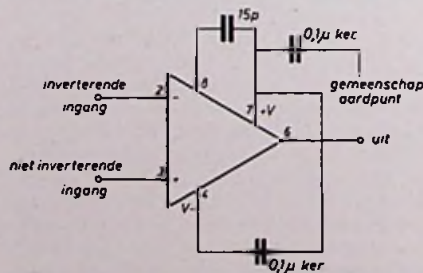 15p
0,1µ ker
8
inverterende
ingang
2
-
gemeenschap
aardpunt
7
+V
6
uit
niet inverterende
ingang
3
+
4
V-
0,1µ ker